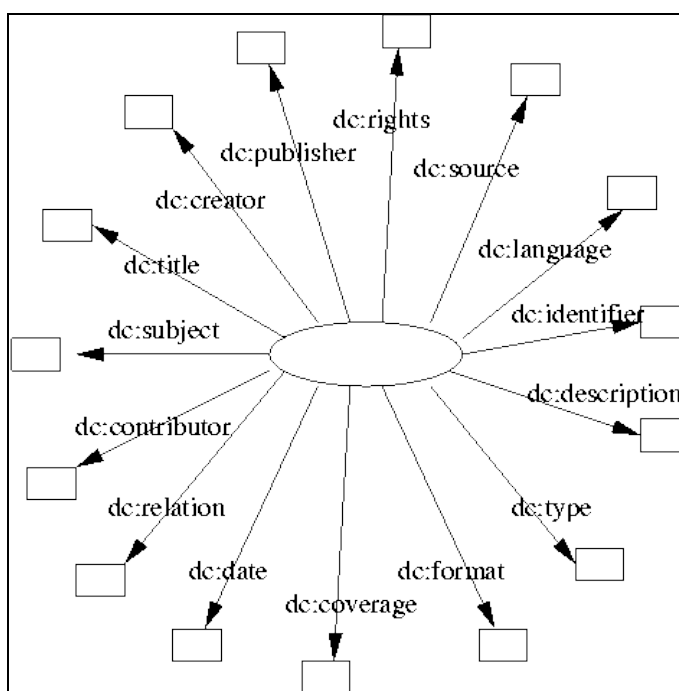 dc:rights
dc:publisher
dc:source
dc:creator
dc:language
dc:title
dc:identifier
dc:subject
dc:description
dc:contributor
dc:relation
dc:type
dc:date
dc:format
dc:coverage